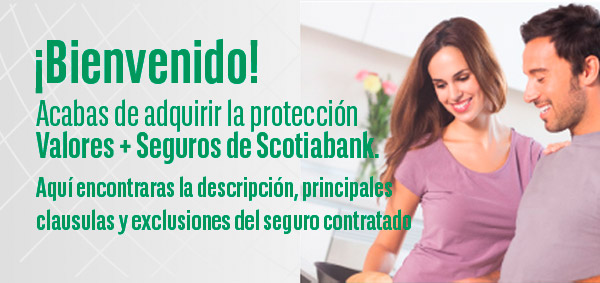 ¡Bienvenido!
Acabas de adquirir la protección
Valores + Seguros de Scotiabank.
Aquí encontraras la descripción, principales
clausulas y exclusiones del seguro contratado